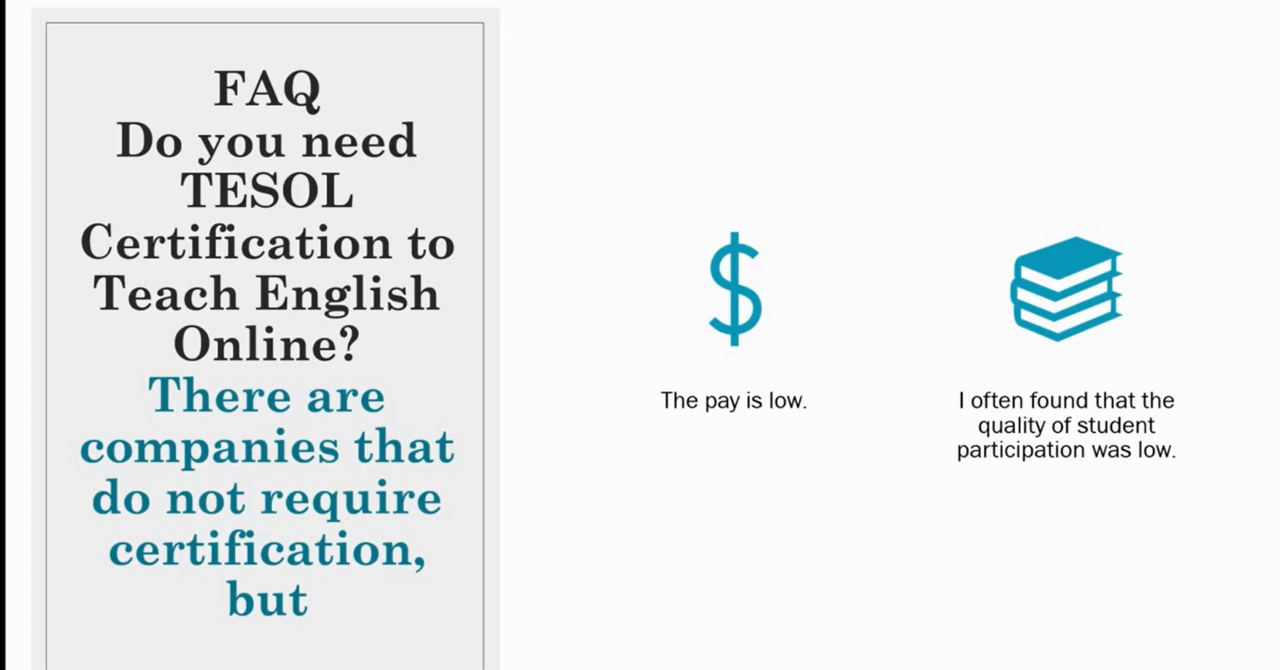 FAQ
Do you need
TESOL
Certification to
Teach English
Online?
There are
companies that
do not require
certification,
but
The pay is low.
I often found that the
quality of student
participation was low.